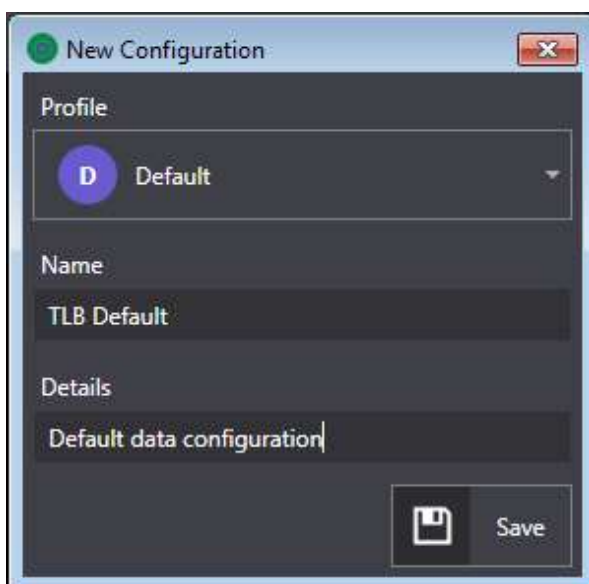 New Configuration
Profile
D Default
Name
TLB Default
Details
Default data configuration
Save